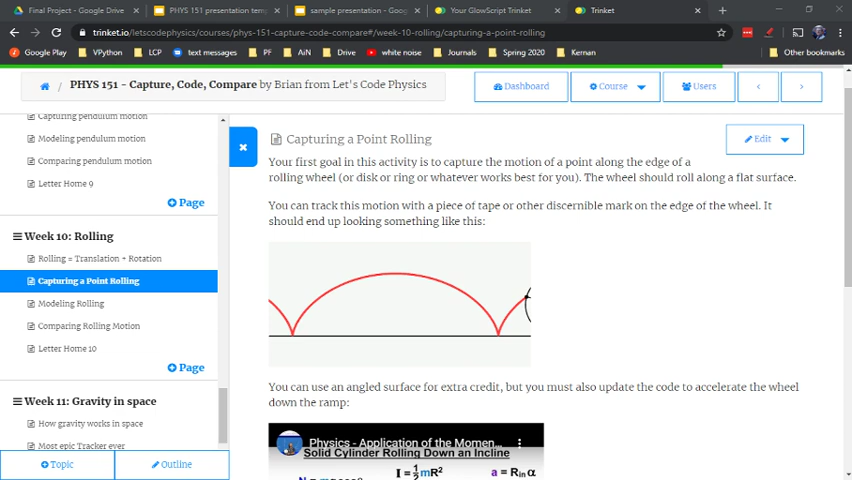 Final Project - Google Drive
PHYS 151 presentation tem
sample presentation - Google S
Your GlowScript Trinket
Trinket
trinket.io/letscodephysics/courses/phys-151-capture-code-compare#/week-10-rolling/capturing-a-point-rolling
Google Play
VPython
LCP
text messages
PF
AiN
Drive
white noise
Journals
Spring 2020
Kernan
Other bookmarks
/ PHYS 151 - Capture, Code, Compare by Brian from Let's Code Physics
Dashboard
Course
Users
Capturing pendulum motion
Modeling pendulum motion
Comparing pendulum motion
Letter Home 9
Page
Week 10: Rolling
Rolling = Translation + Rotation
Capturing a Point Rolling
Modeling Rolling
Comparing Rolling Motion
Letter Home 10
Page
Week 11: Gravity in space
How gravity works in space
Most epic Tracker ever
Topic
Outline
Capturing a Point Rolling
Edit
Your first goal in this activity is to capture the motion of a point along the edge of a
rolling wheel (or disk or ring or whatever works best for you). The wheel should roll along a flat surface.
You can track this motion with a piece of tape or other discernible mark on the edge of the wheel. It
should end up looking something like this:
You can use an angled surface for extra credit, but you must also update the code to accelerate the wheel
down the ramp:
Physics - Application of the Momen...
Solid Cylinder Rolling Down an Incline
I = ½mR²
a = R_in α